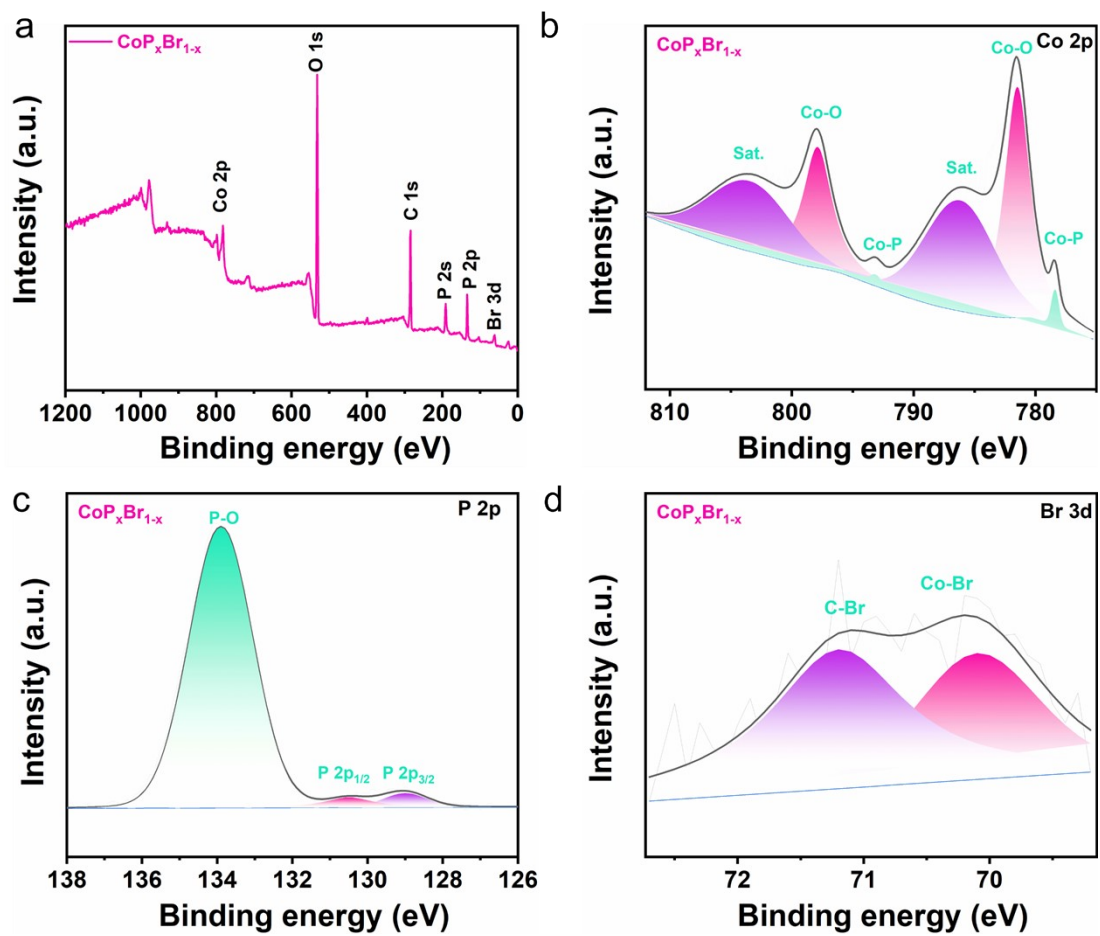 a
CoPₓBr₁₋ₓ
Co 2p
O 1s
C 1s
P 2s
P 2p
Br 3d
Intensity (a.u.)
1200 1000 800 600 400 200 0
Binding energy (eV)
b
CoPₓBr₁₋ₓ
Co 2p
Sat.
Co-O
Co-P
Sat.
Co-O
Co-P
Intensity (a.u.)
810 800 790 780
Binding energy (eV)
c
CoPₓBr₁₋ₓ
P 2p
P-O
P 2p₁/₂ P 2p₃/₂
Intensity (a.u.)
138 136 134 132 130 128 126
Binding energy (eV)
d
CoPₓBr₁₋ₓ
Br 3d
C-Br
Co-Br
Intensity (a.u.)
72 71 70
Binding energy (eV)